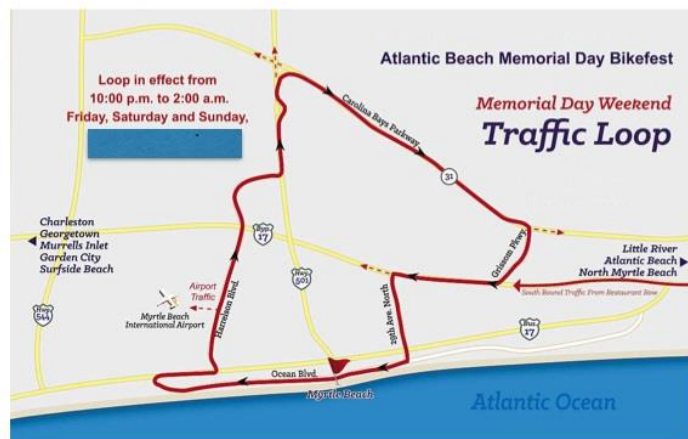 Atlantic Beach Memorial Day Bikefest
Memorial Day Weekend
Traffic Loop
Loop in effect from
10:00 p.m. to 2:00 a.m.
Friday, Saturday and Sunday,
Carolina Bays Parkway
31
Grissom Pkwy.
Charleston
Georgetown
Murrells Inlet
Garden City
Surfside Beach
Byp.
17
Little River
Atlantic Beach
North Myrtle Beach
South Bound Traffic From Restaurant Row
Hwy.
501
Airport
Traffic
Harrelson Blvd.
Myrtle Beach
International Airport
Hwy.
544
29th Ave. North
Bus.
17
Ocean Blvd.
Myrtle Beach
Atlantic Ocean